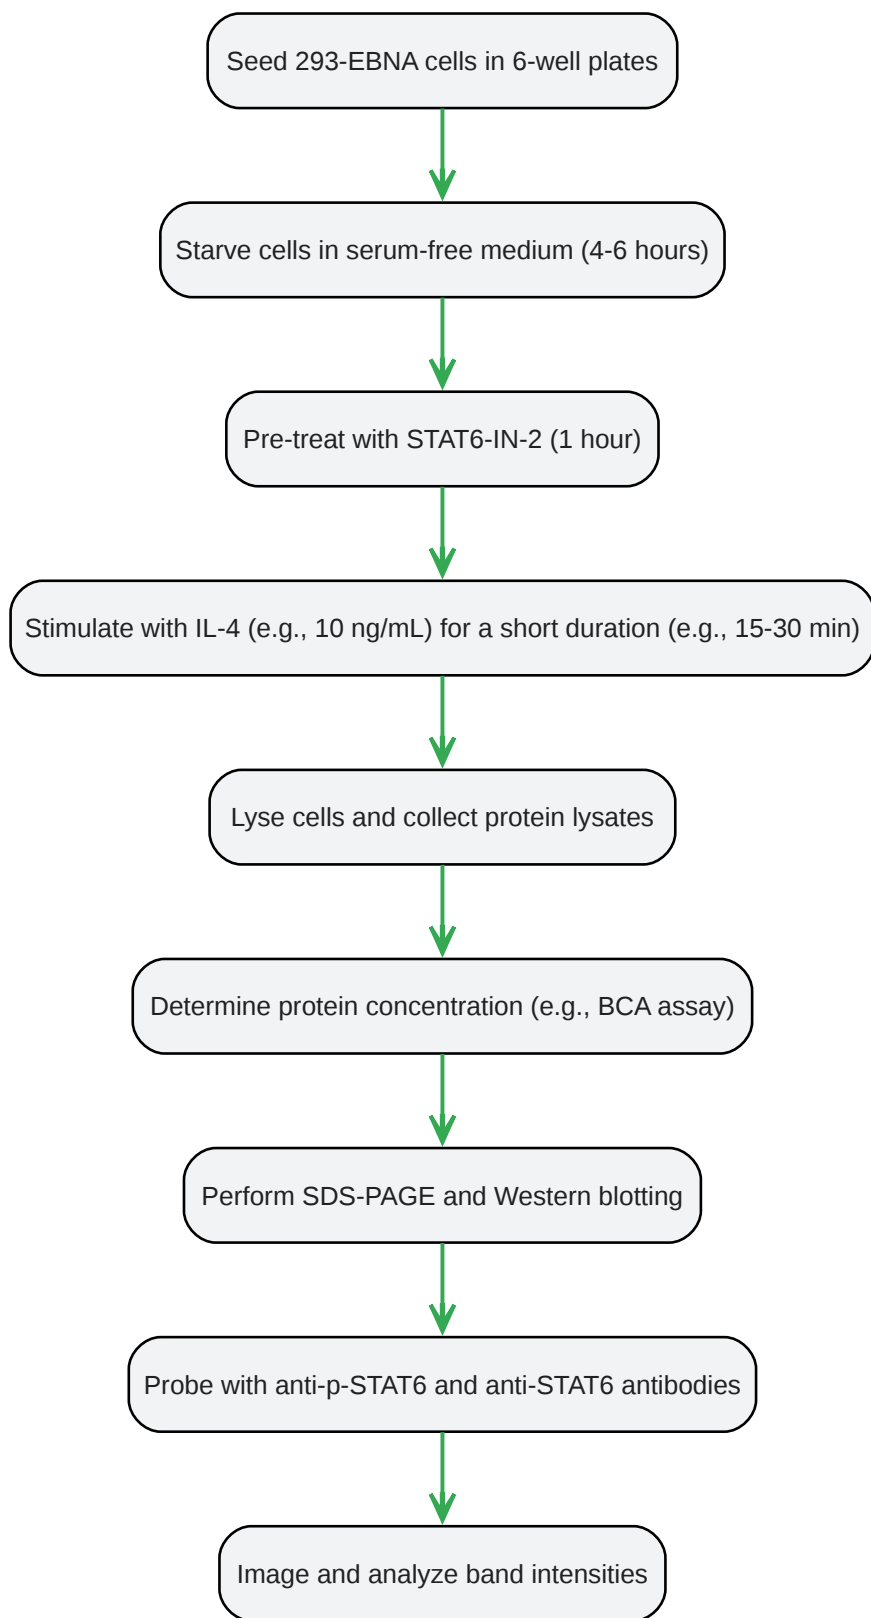 Seed 293-EBNA cells in 6-well plates
Starve cells in serum-free medium (4-6 hours)
Pre-treat with STAT6-IN-2 (1 hour)
Stimulate with IL-4 (e.g., 10 ng/mL) for a short duration (e.g., 15-30 min)
Lyse cells and collect protein lysates
Determine protein concentration (e.g., BCA assay)
Perform SDS-PAGE and Western blotting
Probe with anti-p-STAT6 and anti-STAT6 antibodies
Image and analyze band intensities